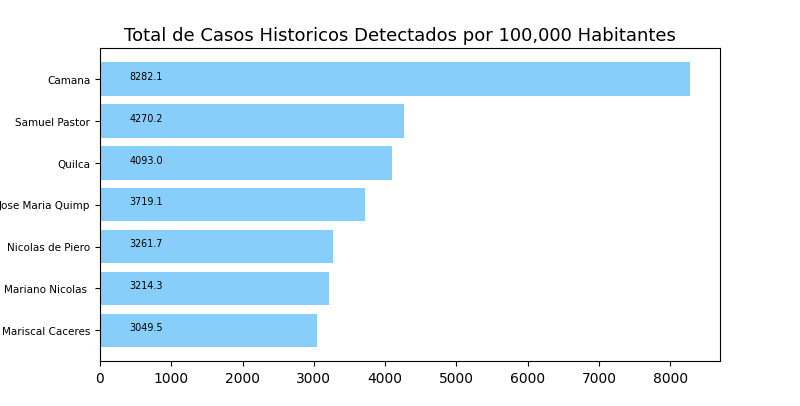 Total de Casos Historicos Detectados por 100,000 Habitantes
Camana 8282.1
Samuel Pastor 4270.2
Quilca 4093.0
Jose Maria Quimp 3719.1
Nicolas de Piero 3261.7
Mariano Nicolas 3214.3
Mariscal Caceres 3049.5
0 1000 2000 3000 4000 5000 6000 7000 8000